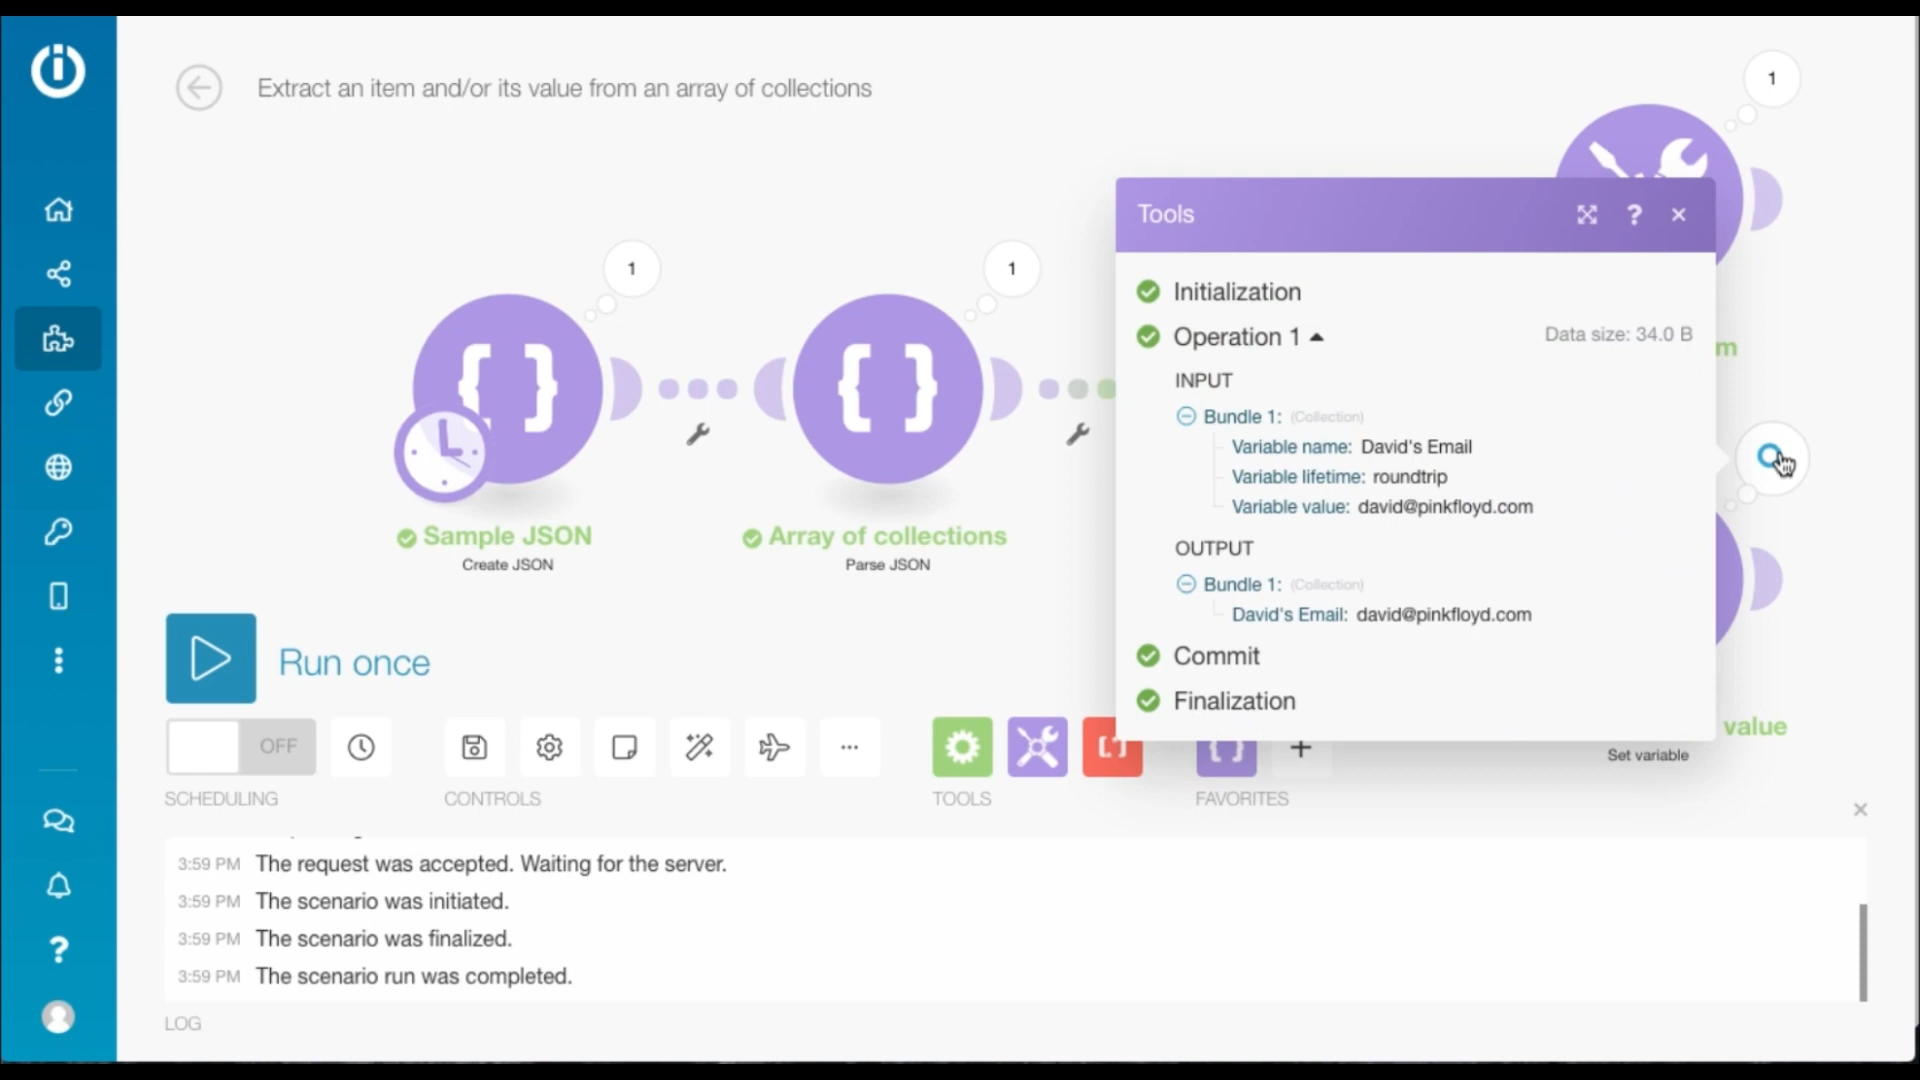 Extract an item and/or its value from an array of collections
1
1
1
Tools
?
Initialization
Operation 1
Data size: 34.0 B
m
INPUT
Bundle 1: (Collection)
Variable name: David's Email
Variable lifetime: roundtrip
Variable value: david@pinkfloyd.com
OUTPUT
Bundle 1: (Collection)
David's Email: david@pinkfloyd.com
Commit
Finalization
Sample JSON
Create JSON
Array of collections
Parse JSON
value
Set variable
Run once
OFF
SCHEDULING
CONTROLS
TOOLS
FAVORITES
3:59 PM The request was accepted. Waiting for the server.
3:59 PM The scenario was initiated.
3:59 PM The scenario was finalized.
3:59 PM The scenario run was completed.
LOG